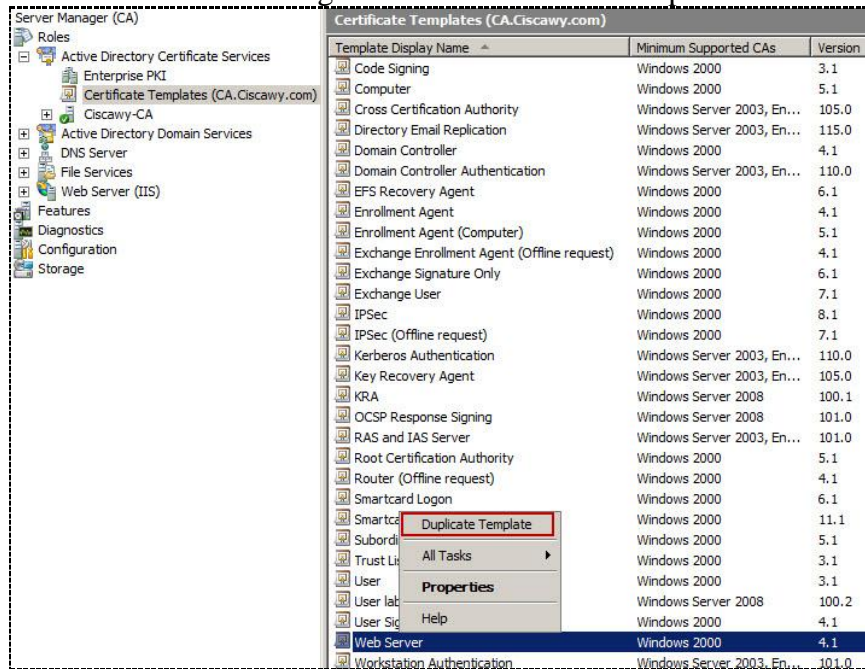 Server Manager (CA)
Roles
Active Directory Certificate Services
Enterprise PKI
Certificate Templates (CA.Ciscawy.com)
Ciscawy-CA
Active Directory Domain Services
DNS Server
File Services
Web Server (IIS)
Features
Diagnostics
Configuration
Storage
Certificate Templates (CA.Ciscawy.com)
Template Display Name Minimum Supported CAs Version
Code Signing Windows 2000 3.1
Computer Windows 2000 5.1
Cross Certification Authority Windows Server 2003, En... 105.0
Directory Email Replication Windows Server 2003, En... 115.0
Domain Controller Windows 2000 4.1
Domain Controller Authentication Windows Server 2003, En... 110.0
EFS Recovery Agent Windows 2000 6.1
Enrollment Agent Windows 2000 4.1
Enrollment Agent (Computer) Windows 2000 5.1
Exchange Enrollment Agent (Offline request) Windows 2000 4.1
Exchange Signature Only Windows 2000 6.1
Exchange User Windows 2000 7.1
IPSec Windows 2000 8.1
IPSec (Offline request) Windows 2000 7.1
Kerberos Authentication Windows Server 2003, En... 110.0
Key Recovery Agent Windows Server 2003, En... 105.0
KRA Windows Server 2008 100.1
OCSP Response Signing Windows Server 2008 101.0
RAS and IAS Server Windows Server 2003, En... 101.0
Root Certification Authority Windows 2000 5.1
Router (Offline request) Windows 2000 4.1
Smartcard Logon Windows 2000 6.1
Smartca Windows 2000 11.1
Subordi Windows 2000 5.1
Trust Lis Windows 2000 3.1
User Windows 2000 3.1
User lab Windows Server 2008 100.2
User Sig Windows 2000 4.1
Web Server Windows 2000 4.1
Workstation Authentication Windows Server 2003, En... 101.0
Duplicate Template
All Tasks
Properties
Help